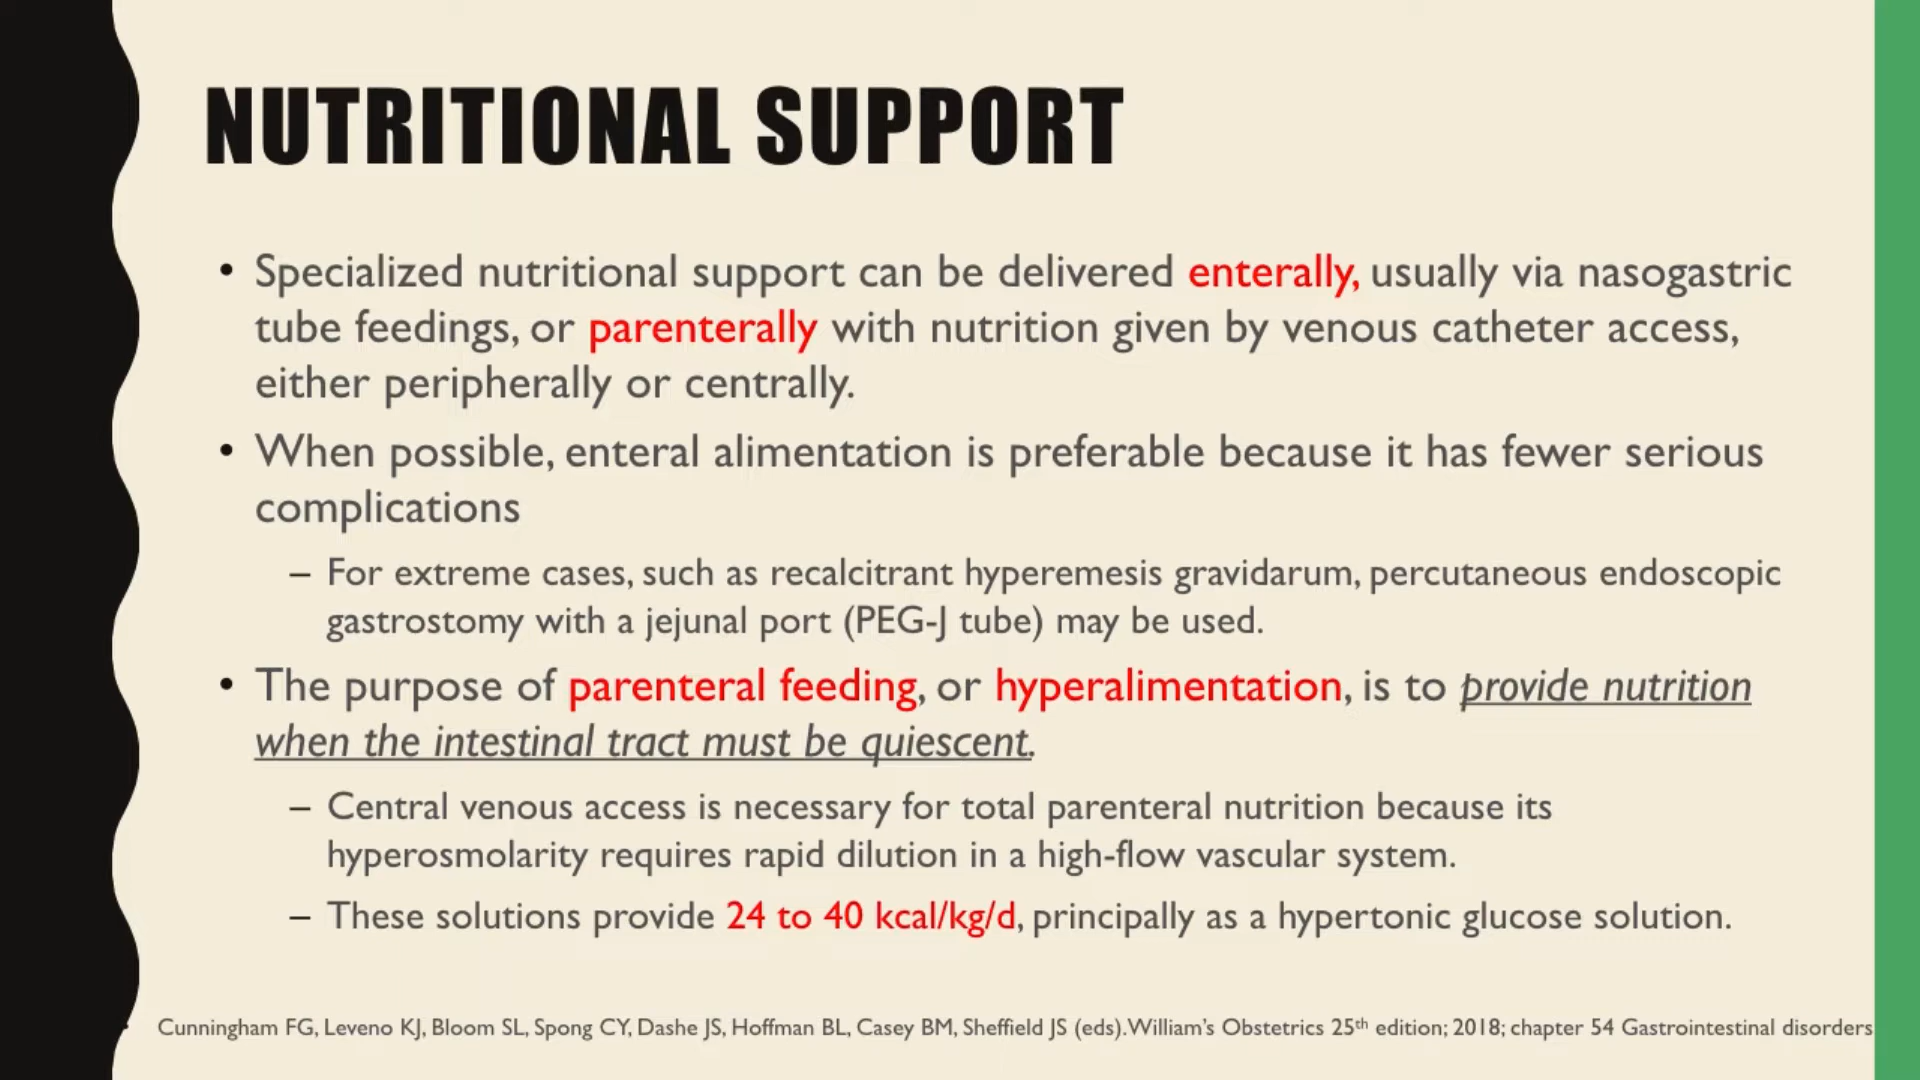 NUTRITIONAL SUPPORT
• Specialized nutritional support can be delivered enterally, usually via nasogastric
tube feedings, or parenterally with nutrition given by venous catheter access,
either peripherally or centrally.
• When possible, enteral alimentation is preferable because it has fewer serious
complications
– For extreme cases, such as recalcitrant hyperemesis gravidarum, percutaneous endoscopic
gastrostomy with a jejunal port (PEG-J tube) may be used.
• The purpose of parenteral feeding, or hyperalimentation, is to provide nutrition
when the intestinal tract must be quiescent.
– Central venous access is necessary for total parenteral nutrition because its
hyperosmolarity requires rapid dilution in a high-flow vascular system.
– These solutions provide 24 to 40 kcal/kg/d, principally as a hypertonic glucose solution.
• Cunningham FG, Leveno KJ, Bloom SL, Spong CY, Dashe JS, Hoffman BL, Casey BM, Sheffield JS (eds). William's Obstetrics 25th edition; 2018; chapter 54 Gastrointestinal disorders